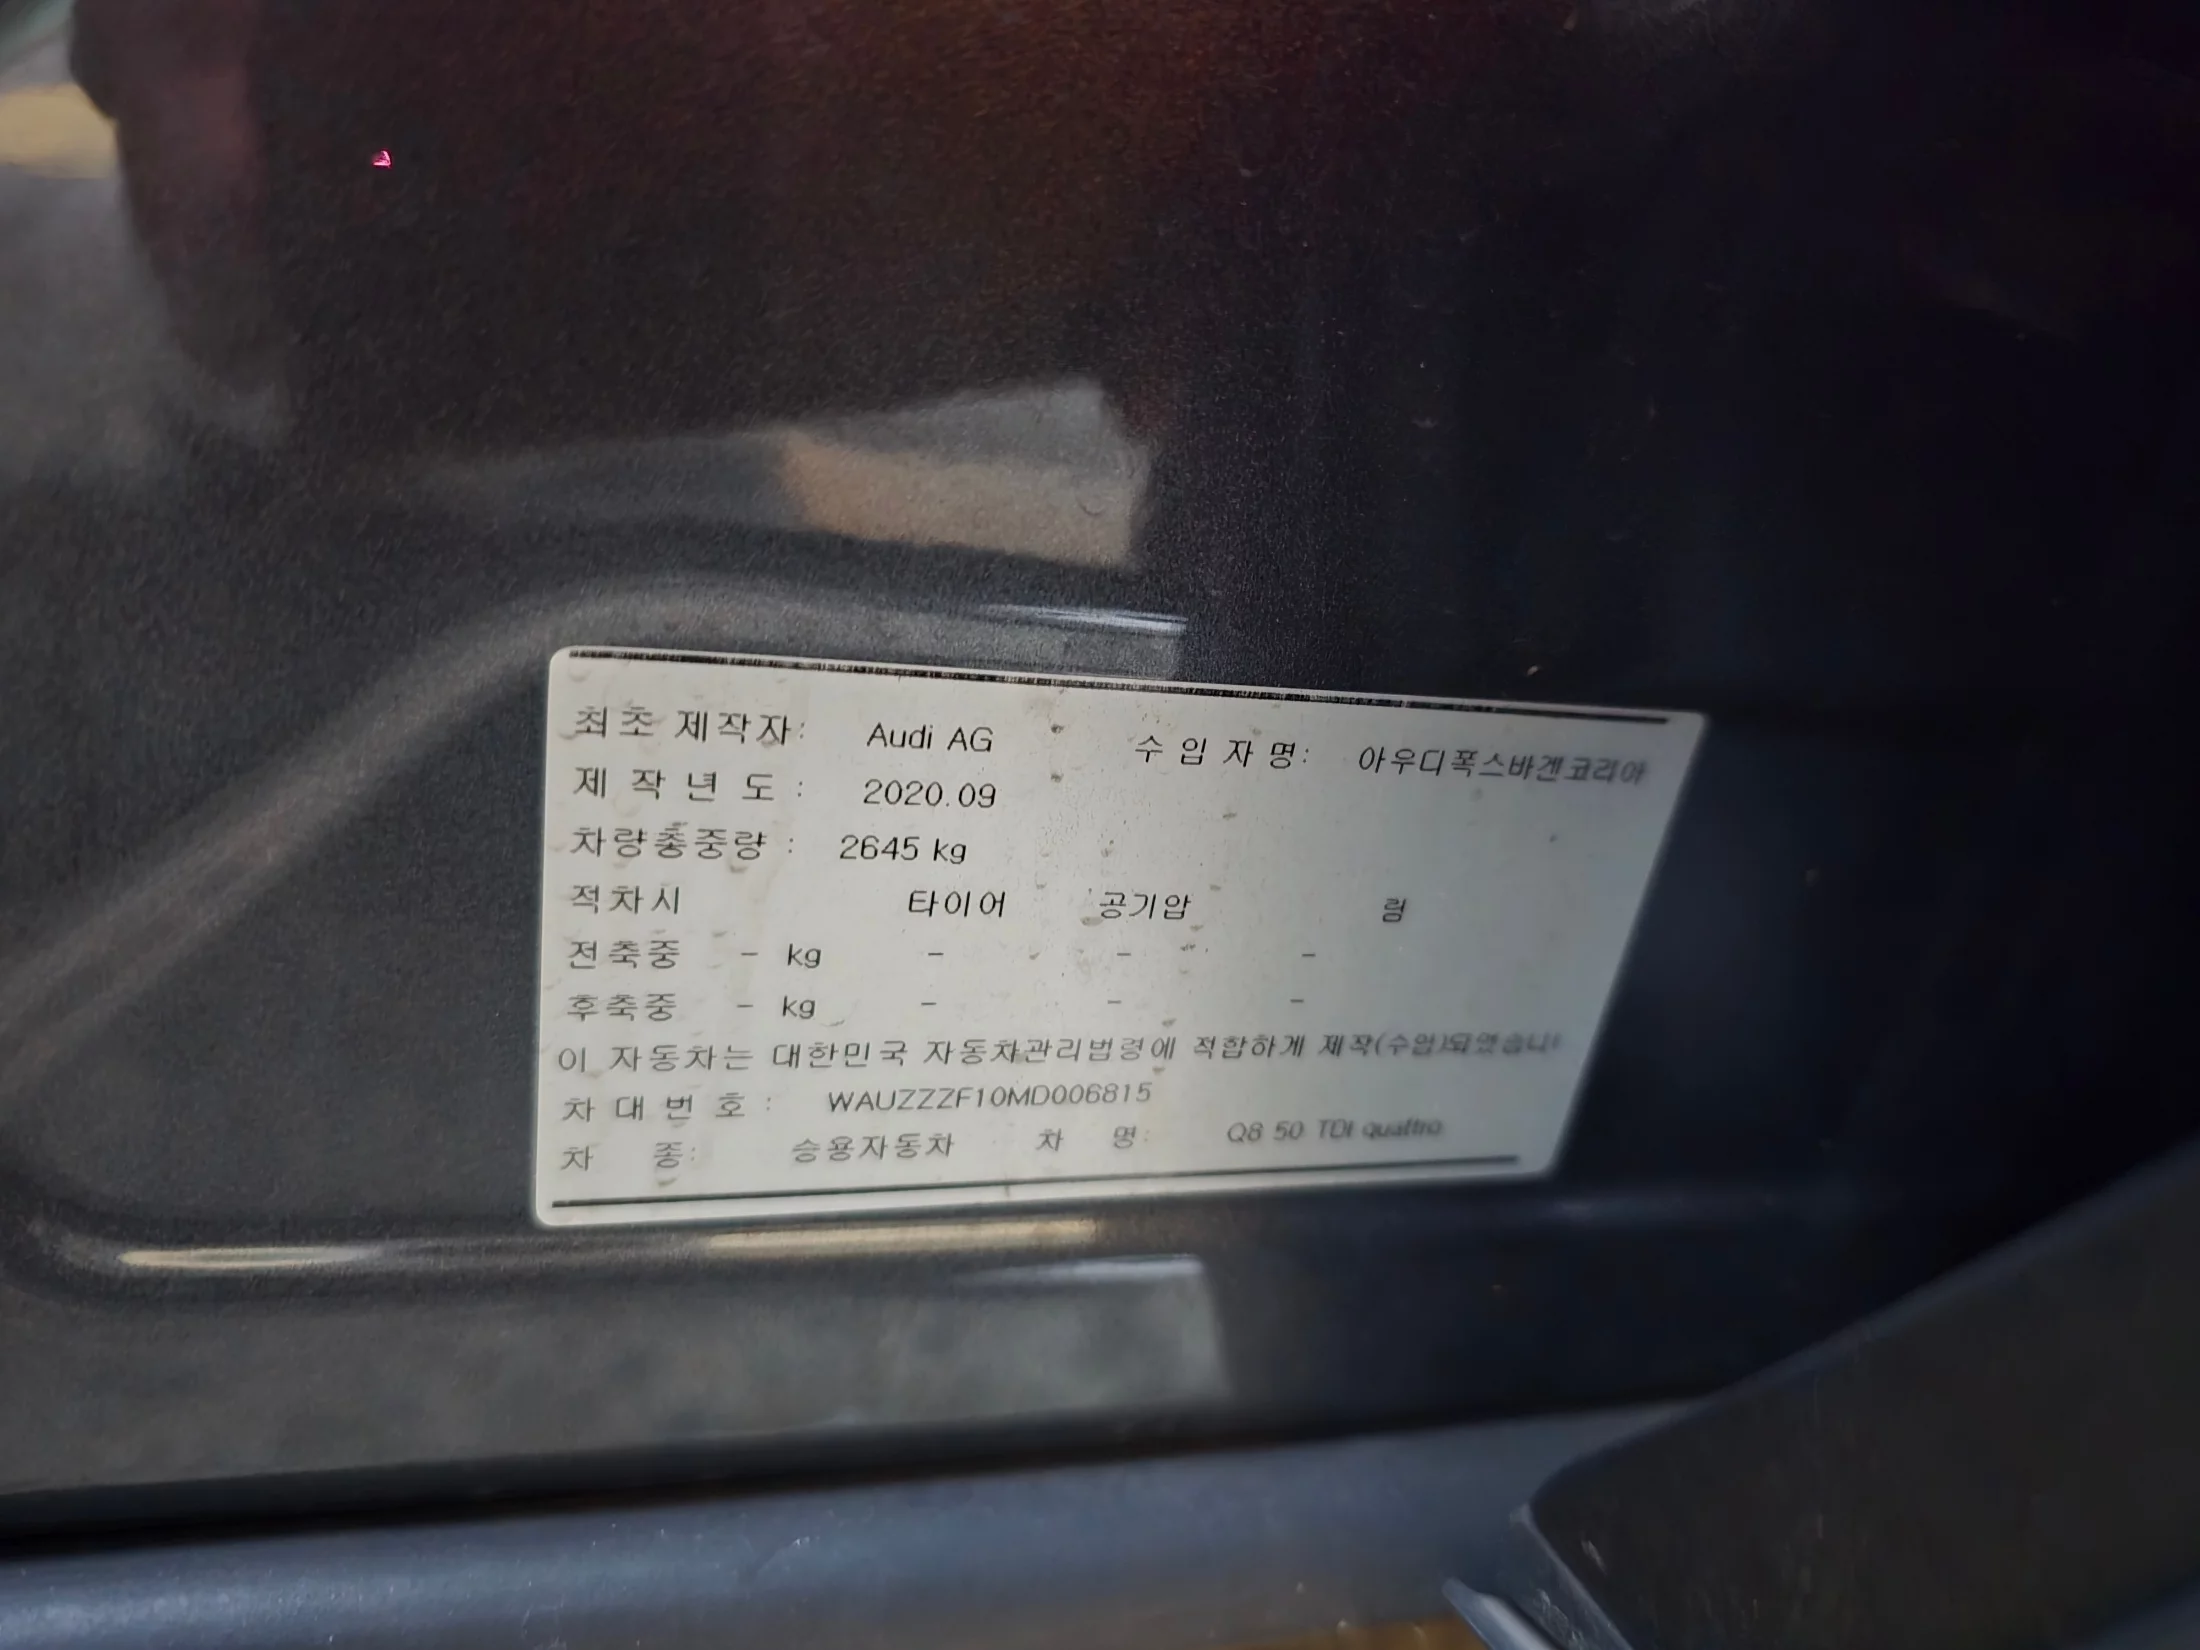 최초 제작자: Audi AG 수 입 자 명: 아우디폭스바겐코리아
제 작 년 도 : 2020.09
차량총중량 : 2645 kg
적차시 타이어 공기압 림
전축중 - kg - - -
후축중 - kg - - -
이 자동차는 대한민국 자동차관리법령에 적합하게 제작(수입)되었습니
차 대 번 호 : WAUZZZF10MD006815
차 종: 승용자동차 차 명: Q8 50 TDI quattro